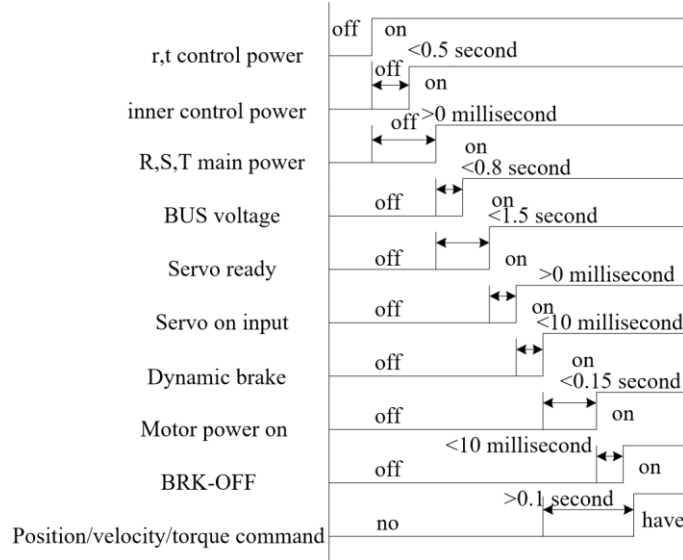 off on
r,t control power
<0.5 second
off
on
inner control power
>0 millisecond
off
on
R,S,T main power
<0.8 second
off
on
BUS voltage
<1.5 second
off
on
Servo ready
>0 millisecond
off
on
Servo on input
<10 millisecond
off
on
Dynamic brake
<0.15 second
off
on
Motor power on
<10 millisecond
off
on
BRK-OFF
>0.1 second
Position/velocity/torque command
no
have